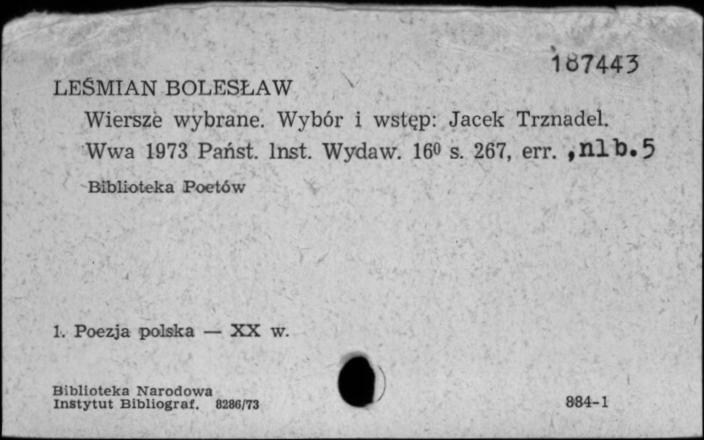 187443
LEŚMIAN BOLESŁAW
Wiersze wybrane. Wybór i wstęp: Jacek Trznadel.
Wwa 1973 Państ. Inst. Wydaw. 16⁰ s. 267, err. ,nlb.5
Biblioteka Poetów
1. Poezja polska — XX w.
Biblioteka Narodowa
Instytut Bibliograf. 8286/73
884-1